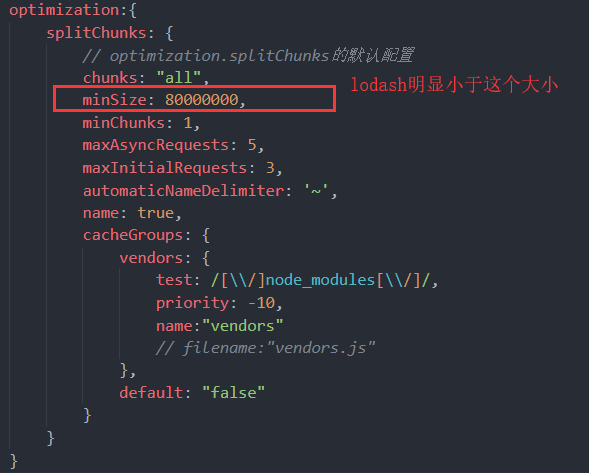 optimization:{
splitChunks: {
// optimization.splitChunks的默认配置
chunks: "all",
minSize: 80000000, lodash明显小于这个大小
minChunks: 1,
maxAsyncRequests: 5,
maxInitialRequests: 3,
automaticNameDelimiter: '~',
name: true,
cacheGroups: {
vendors: {
test: /[\\/]node_modules[\\/]/,
priority: -10,
name:"vendors"
// filename:"vendors.js"
},
default: "false"
}
}
}